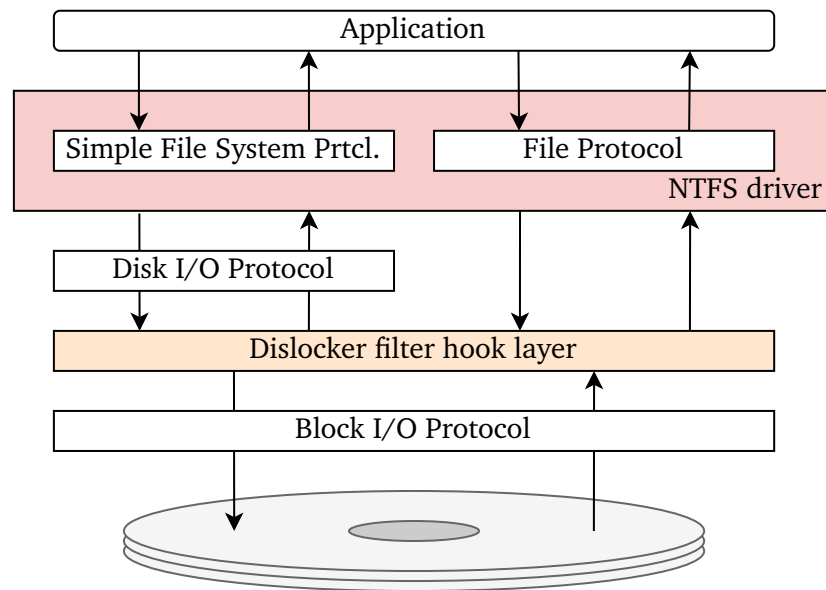 Application
Simple File System Prtcl.
File Protocol
NTFS driver
Disk I/O Protocol
Dislocker filter hook layer
Block I/O Protocol